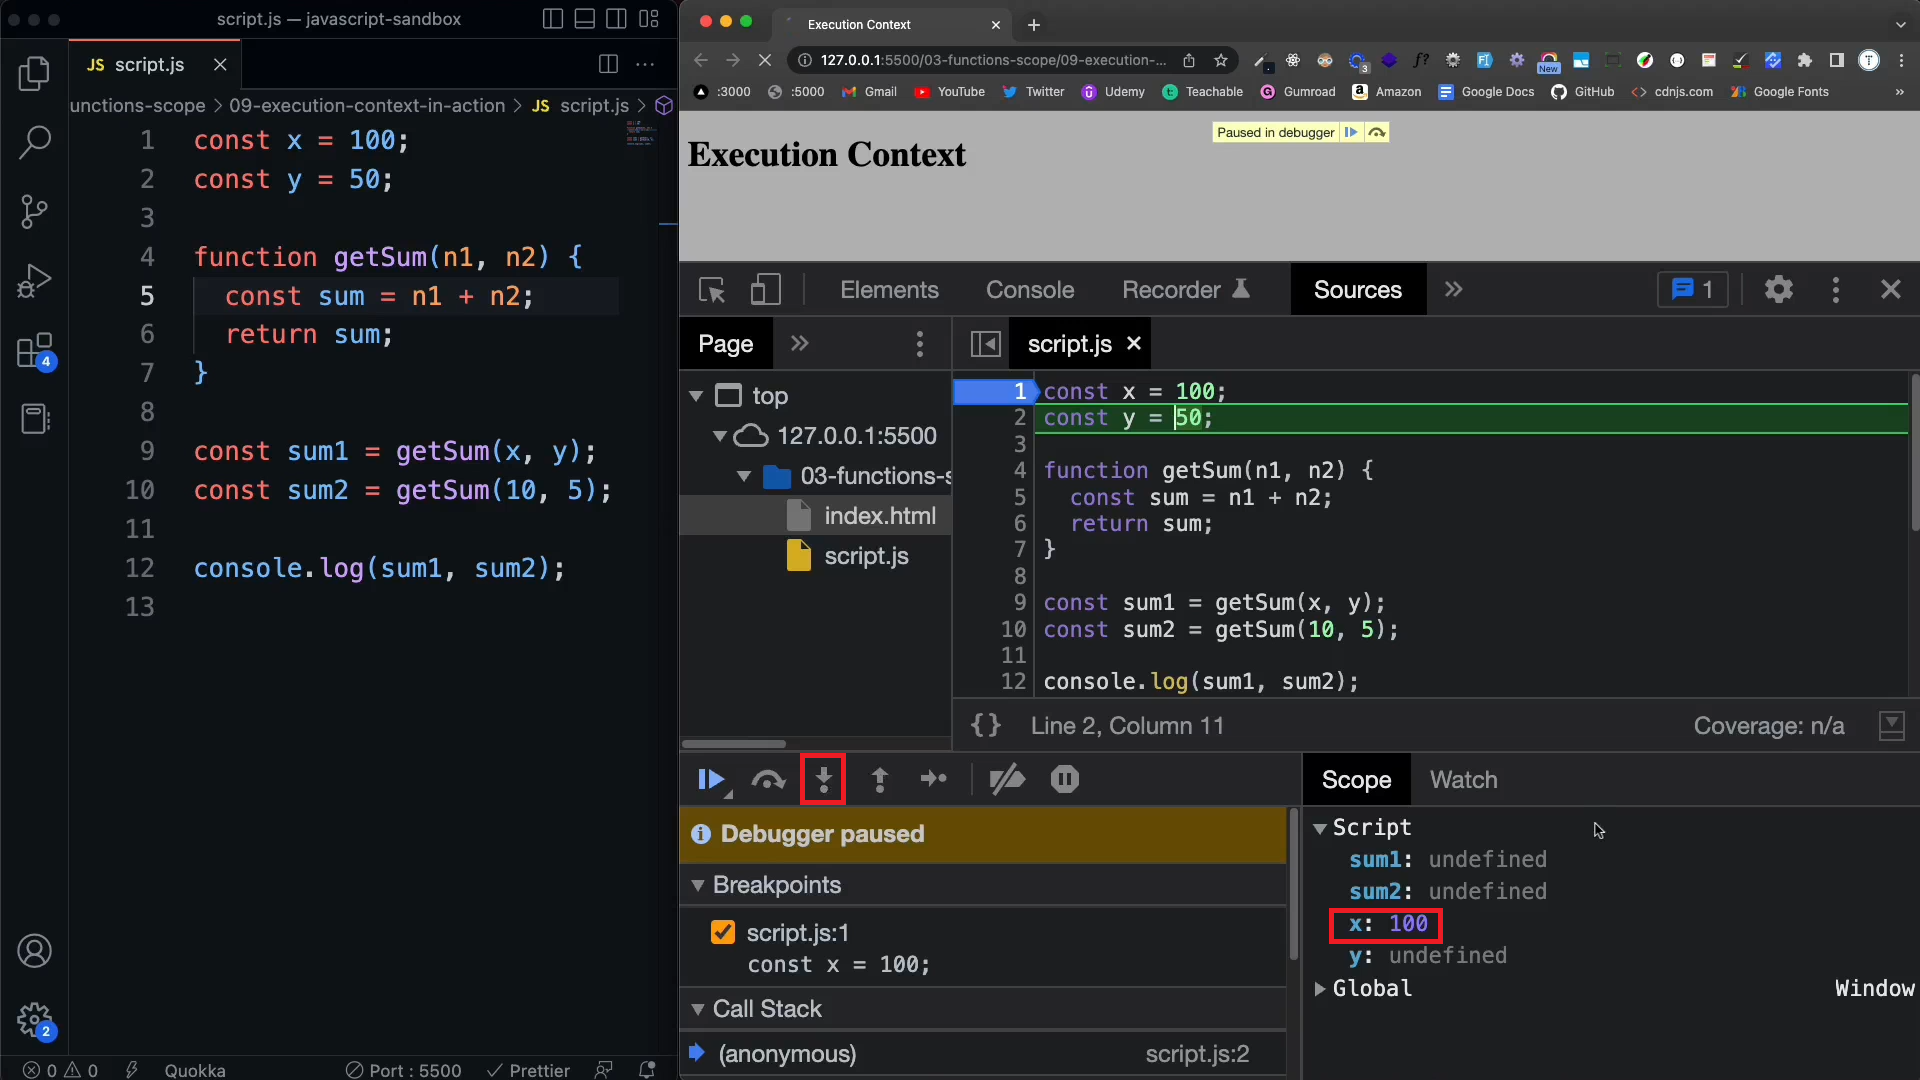 script.js — javascript-sandbox
JS script.js
unctions-scope > 09-execution-context-in-action > JS script.js >
1 const x = 100;
2 const y = 50;
3
4 function getSum(n1, n2) {
5 const sum = n1 + n2;
6 return sum;
7 }
8
9 const sum1 = getSum(x, y);
10 const sum2 = getSum(10, 5);
11
12 console.log(sum1, sum2);
13
4
2
0 0 Quokka Port : 5500 Prettier
Execution Context
127.0.0.1:5500/03-functions-scope/09-execution-...
3
New
T
:3000 :5000 Gmail YouTube Twitter Udemy Teachable Gumroad Amazon Google Docs GitHub cdnjs.com Google Fonts »
Paused in debugger
Execution Context
Elements Console Recorder Sources » 1
Page » script.js
top
127.0.0.1:5500
03-functions-s
index.html
script.js
1 const x = 100;
2 const y = 50;
3
4 function getSum(n1, n2) {
5 const sum = n1 + n2;
6 return sum;
7 }
8
9 const sum1 = getSum(x, y);
10 const sum2 = getSum(10, 5);
11
12 console.log(sum1, sum2);
{} Line 2, Column 11 Coverage: n/a
Debugger paused
Breakpoints
script.js:1
const x = 100;
Call Stack
(anonymous) script.js:2
Scope Watch
Script
sum1: undefined
sum2: undefined
x: 100
y: undefined
Global Window